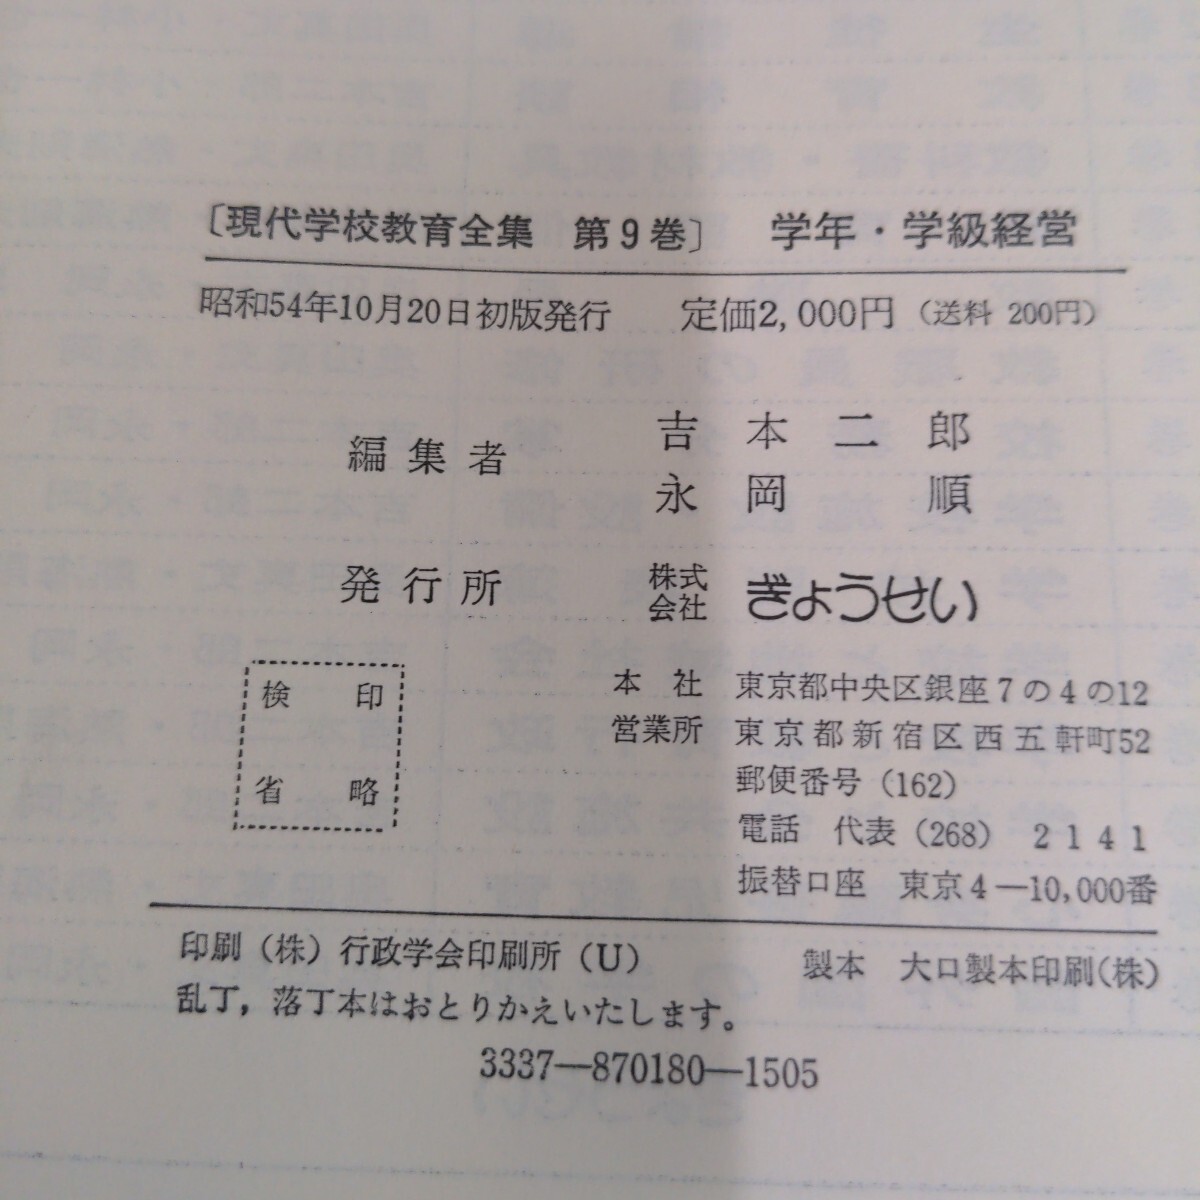 〔現代学校教育全集　第9巻〕　学年・学級経営
昭和54年10月20日初版発行　定価2,000円（送料 200円）
編集者　吉本二郎
永岡　順
発行所　株式会社　ぎょうせい
本社　東京都中央区銀座7の4の12
営業所　東京都新宿区西五軒町52
郵便番号（162）
電話　代表（268）2141
振替口座　東京4―10,000番
検印
省略
印刷（株）行政学会印刷所（U）　製本　大口製本印刷（株）
乱丁，落丁本はおとりかえいたします。
3337―870180―1505